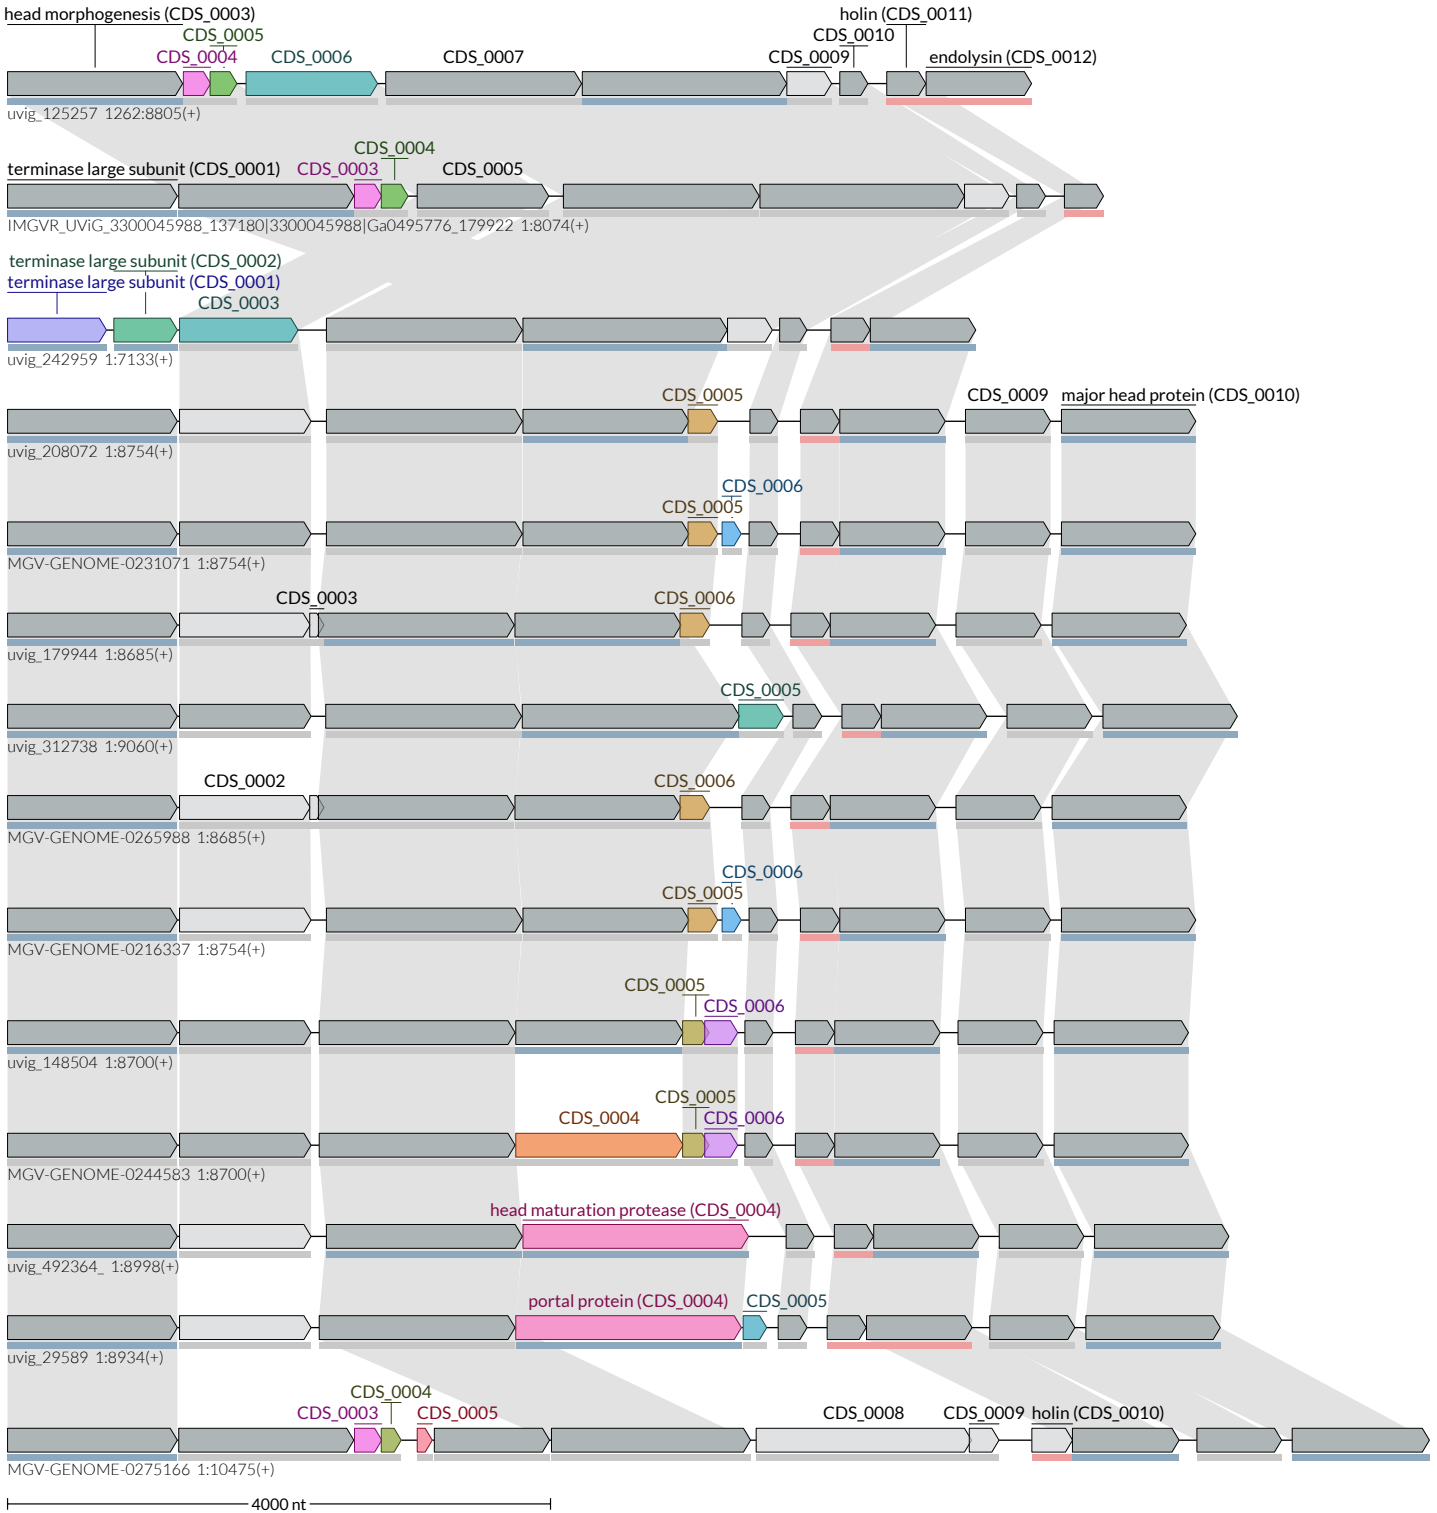 head morphogenesis (CDS_0003)
holin (CDS_0011)
CDS_0005
CDS_0010
CDS_0004
CDS_0006
CDS_0007
CDS_0009
endolysin (CDS_0012)
uvig_125257 1262:8805(+)
CDS_0004
terminase large subunit (CDS_0001)
CDS_0003
CDS_0005
IMGVR_UViG_3300045988_137180|3300045988|Ga0495776_179922 1:8074(+)
terminase large subunit (CDS_0002)
terminase large subunit (CDS_0001)
CDS_0003
uvig_242959 1:7133(+)
CDS_0005
CDS_0009
major head protein (CDS_0010)
uvig_208072 1:8754(+)
CDS_0006
CDS_0005
MGV-GENOME-0231071 1:8754(+)
CDS_0003
CDS_0006
uvig_179944 1:8685(+)
CDS_0005
uvig_312738 1:9060(+)
CDS_0002
CDS_0006
MGV-GENOME-0265988 1:8685(+)
CDS_0006
CDS_0005
MGV-GENOME-0216337 1:8754(+)
CDS_0005
CDS_0006
uvig_148504 1:8700(+)
CDS_0005
CDS_0004
CDS_0006
MGV-GENOME-0244583 1:8700(+)
head maturation protease (CDS_0004)
uvig_492364_ 1:8998(+)
portal protein (CDS_0004)
CDS_0005
uvig_29589 1:8934(+)
CDS_0004
CDS_0003
CDS_0005
CDS_0008
CDS_0009
holin (CDS_0010)
MGV-GENOME-0275166 1:10475(+)
4000 nt